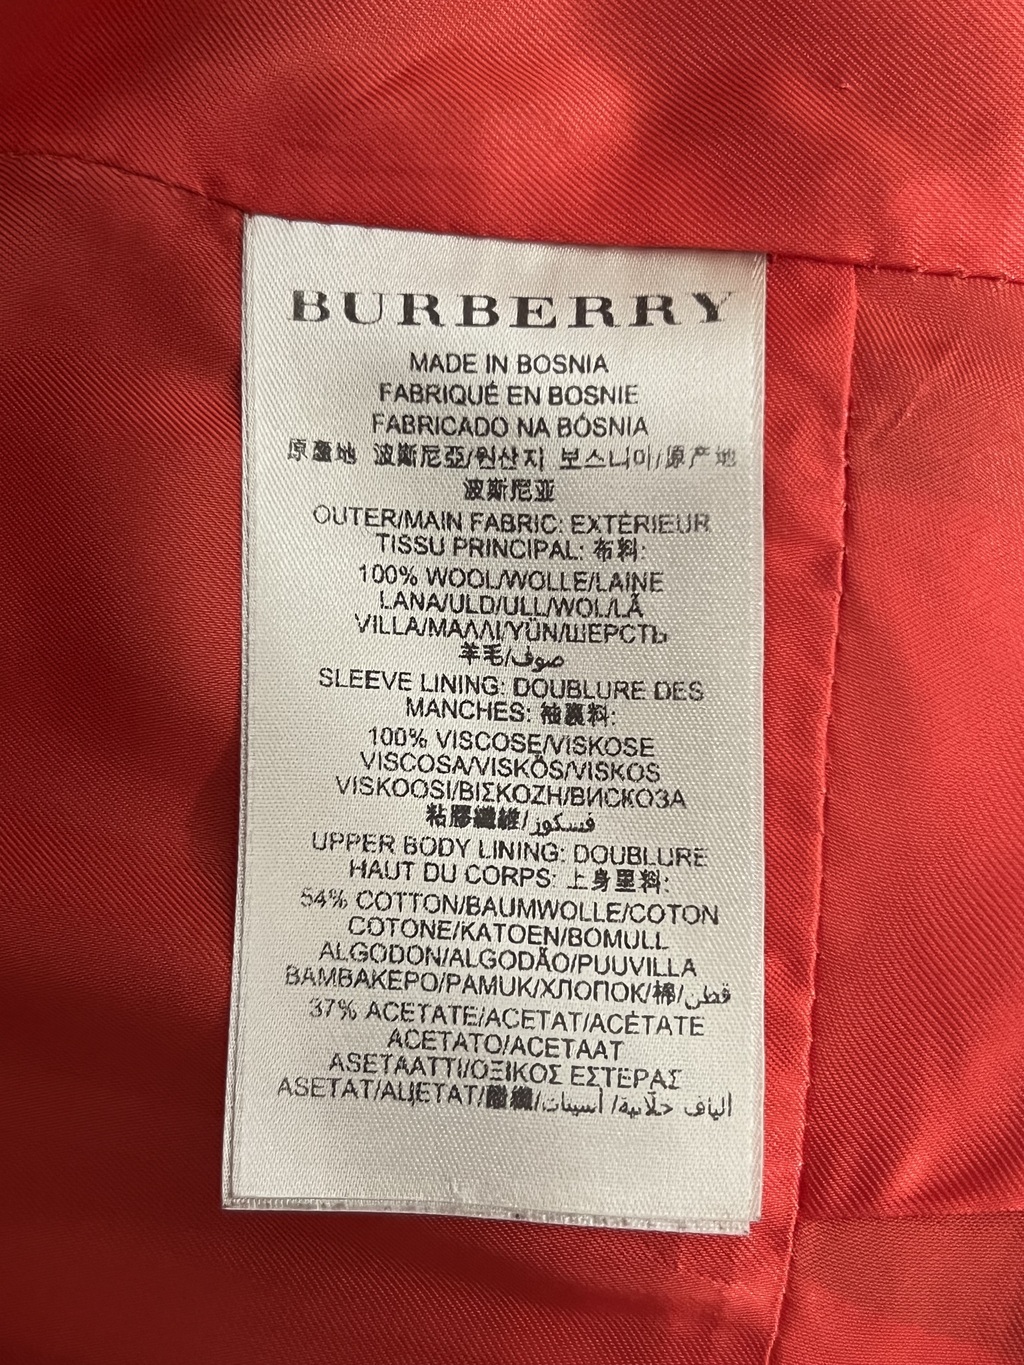 BURBERRY
MADE IN BOSNIA
FABRIQUÉ EN BOSNIE
FABRICADO NA BÓSNIA
原產地 波斯尼亞/원산지 보스니아/原产地
波斯尼亚
OUTER/MAIN FABRIC: EXTÉRIEUR
TISSU PRINCIPAL: 布料:
100% WOOL/WOLLE/LAINE
LANA/ULD/ULL/WOL/LÃ
VILLA/ΜΑΛΛΙ/YÜN/ШЕРСТЬ
羊毛/صوف
SLEEVE LINING: DOUBLURE DES
MANCHES: 袖裏料:
100% VISCOSE/VISKOSE
VISCOSA/VISKÓS/VISKOS
VISKOOSI/ΒΙΣΚΟΖΗ/ВИСКОЗА
粘膠纖維/فسكوز
UPPER BODY LINING: DOUBLURE
HAUT DU CORPS: 上身里料:
54% COTTON/BAUMWOLLE/COTON
COTONE/KATOEN/BOMULL
ALGODON/ALGODÃO/PUUVILLA
ΒΑΜΒΑΚΕΡΟ/PAMUK/ХЛОПОК/棉/قطن
37% ACETATE/ACETAT/ACÉTATE
ACETATO/ACETAAT
ASETAATTI/ΟΞΙΚΟΣ ΕΣΤΕΡΑΣ
ASETAT/АЦЕТАТ/ألياف خلّابية/ أسيتات